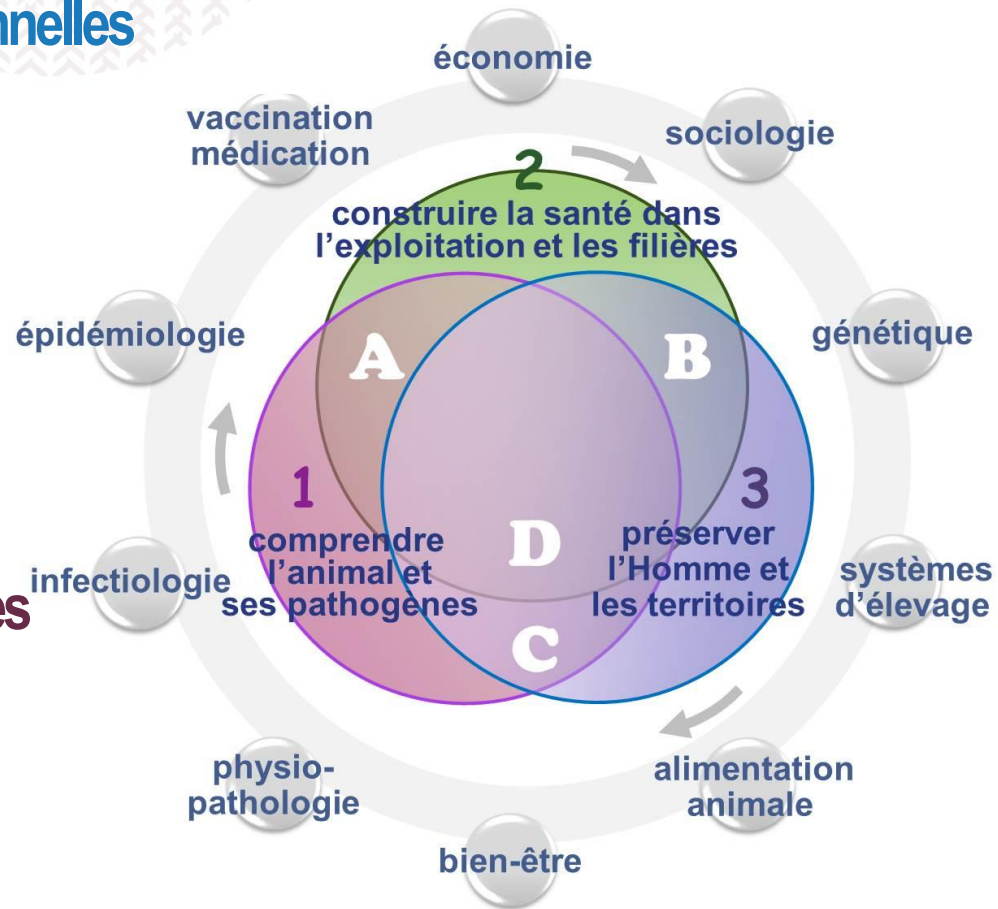 nnelles
économie
vaccination
médication
sociologie
2
construire la santé dans
l'exploitation et les filières
épidémiologie
génétique
A
B
1
3
comprendre
l'animal et
ses pathogènes
D
préserver
l'Homme et
les territoires
infectiologie
es
systèmes
d'élevage
C
physio-
pathologie
alimentation
animale
bien-être